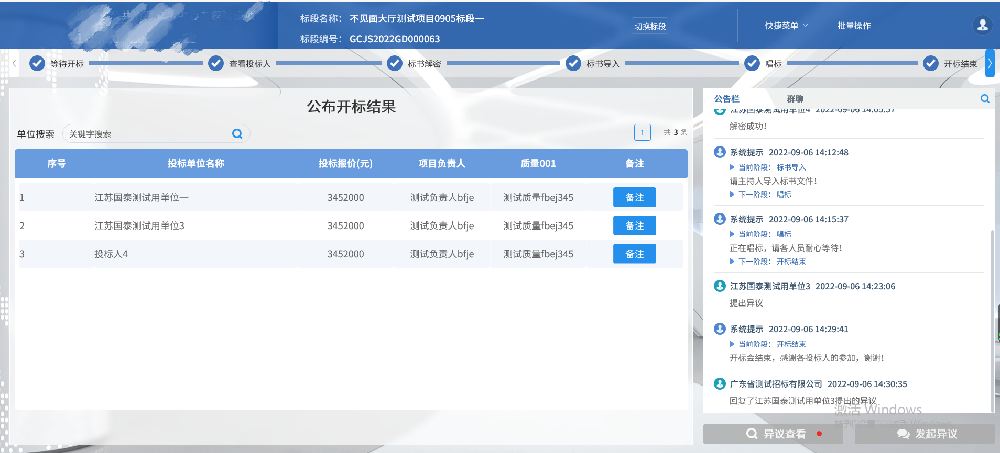 标段名称： 不见面大厅测试项目0905标段一
标段编号： GCJS2022GD000063
切换标段
快捷菜单
批量操作
等待开标
查看投标人
标书解密
标书导入
唱标
开标结束
公布开标结果
单位搜索
关键字搜索
1
共 3 条
序号 投标单位名称 投标报价(元) 项目负责人 质量001 备注
1 江苏国泰测试用单位一 3452000 测试负责人bfje 测试质量fbej345 备注
2 江苏国泰测试用单位3 3452000 测试负责人bfje 测试质量fbej345 备注
3 投标人4 3452000 测试负责人bfje 测试质量fbej345 备注
公告栏 群聊
江苏国泰测试用单位4 2022-09-06 14:05:57
解密成功！
系统提示 2022-09-06 14:12:48
当前阶段： 标书导入
请主持人导入标书文件！
下一阶段： 唱标
系统提示 2022-09-06 14:15:37
当前阶段： 唱标
正在唱标，请各人员耐心等待！
下一阶段： 开标结束
江苏国泰测试用单位3 2022-09-06 14:23:06
提出异议
系统提示 2022-09-06 14:29:41
当前阶段： 开标结束
开标会结束，感谢各投标人的参加，谢谢！
广东省测试招标有限公司 2022-09-06 14:30:35
回复了江苏国泰测试用单位3提出的异议
激活 Windows
转到"设置"以激活 Windows
异议查看
发起异议